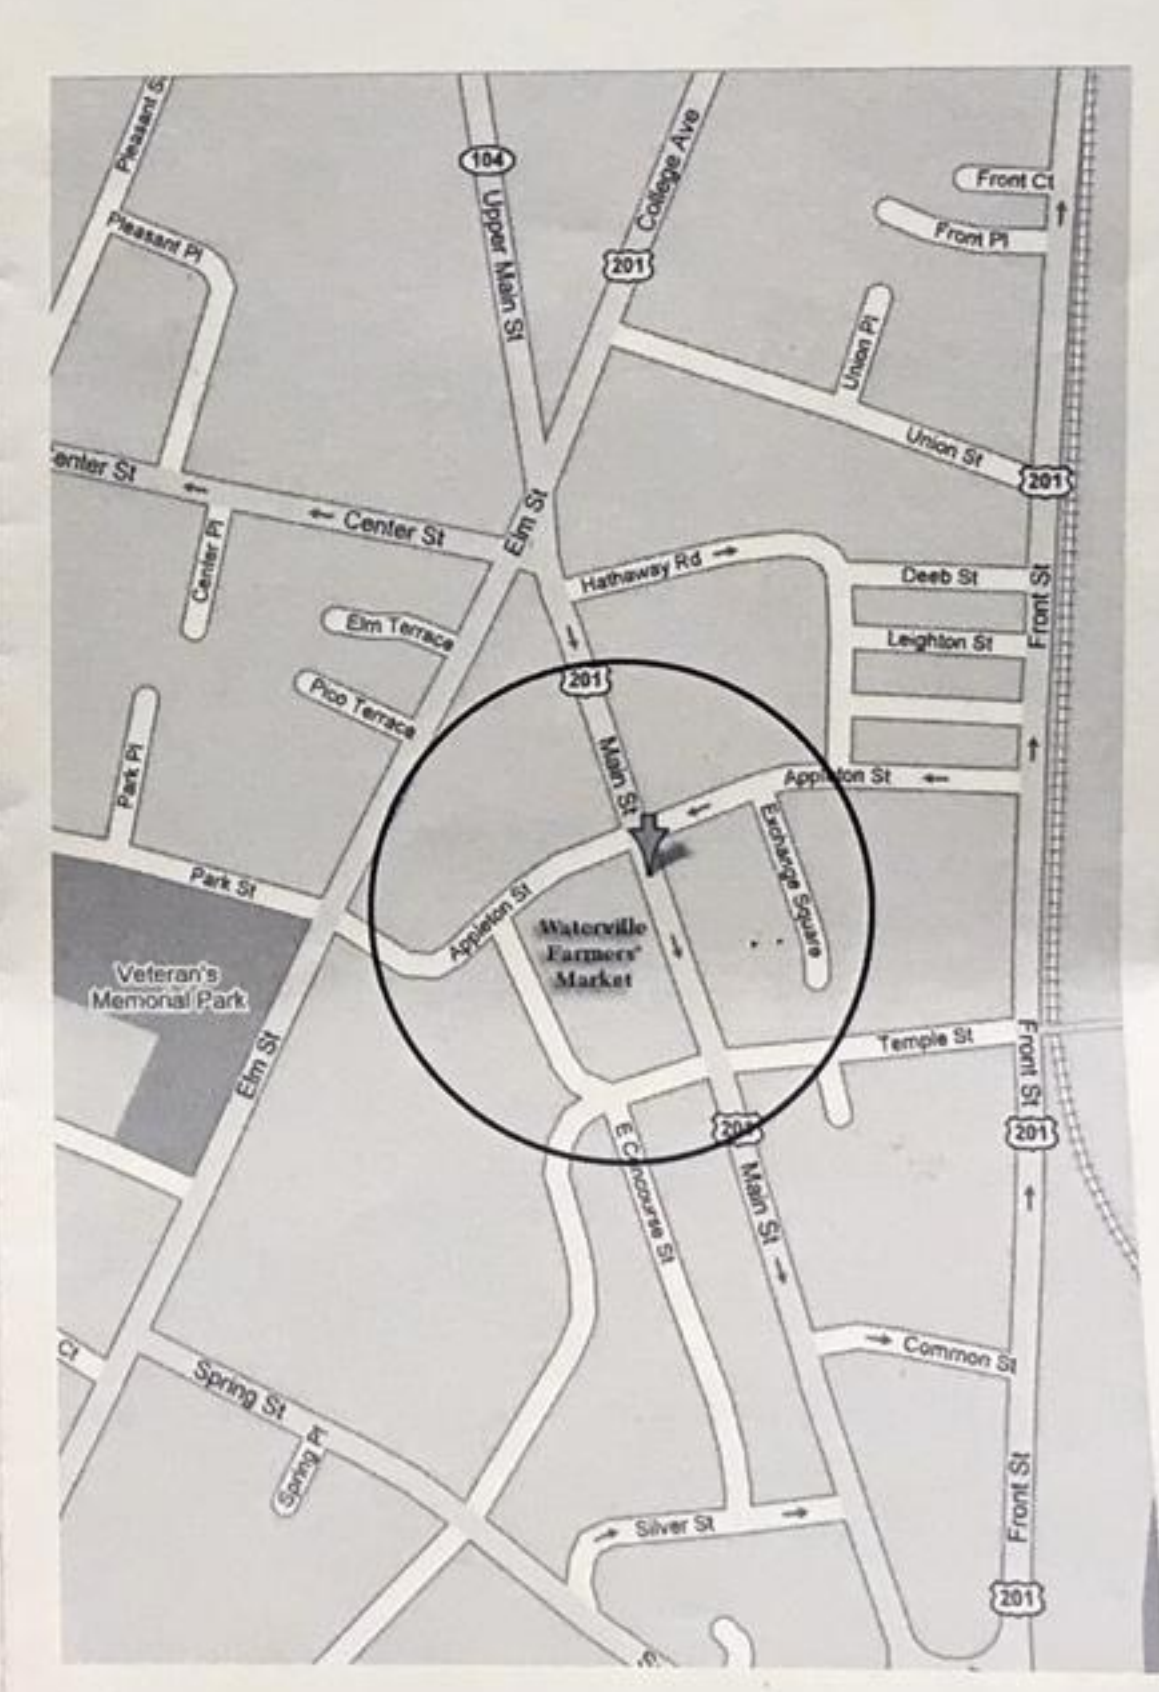 Pleasant S
104
College Ave
Front Ct
Pleasant Pl
Front Pl
201
Upper Main St
Union Pl
Union St
enter St
201
Center St
Elm St
Hathaway Rd
Deeb St
Center Pl
Front St
Elm Terrace
Leighton St
201
Pico Terrace
Main St
Park Pl
Appleton St
Exchange Square
Park St
Appleton St
Waterville
Farmers'
Market
Veteran's
Memorial Park
Temple St
Elm St
Front St
201
201
E Concourse St
Main St
Ct
Common St
Spring St
Spring Pl
Silver St
Front St
201